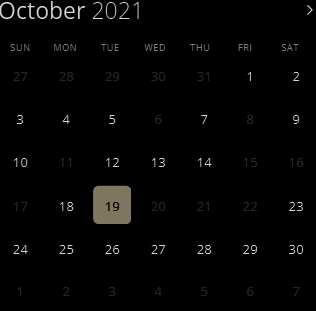 October 2021
SUN MON TUE WED THU FRI SAT
27 28 29 30 31 1 2
3 4 5 6 7 8 9
10 11 12 13 14 15 16
17 18 19 20 21 22 23
24 25 26 27 28 29 30
1 2 3 4 5 6 7